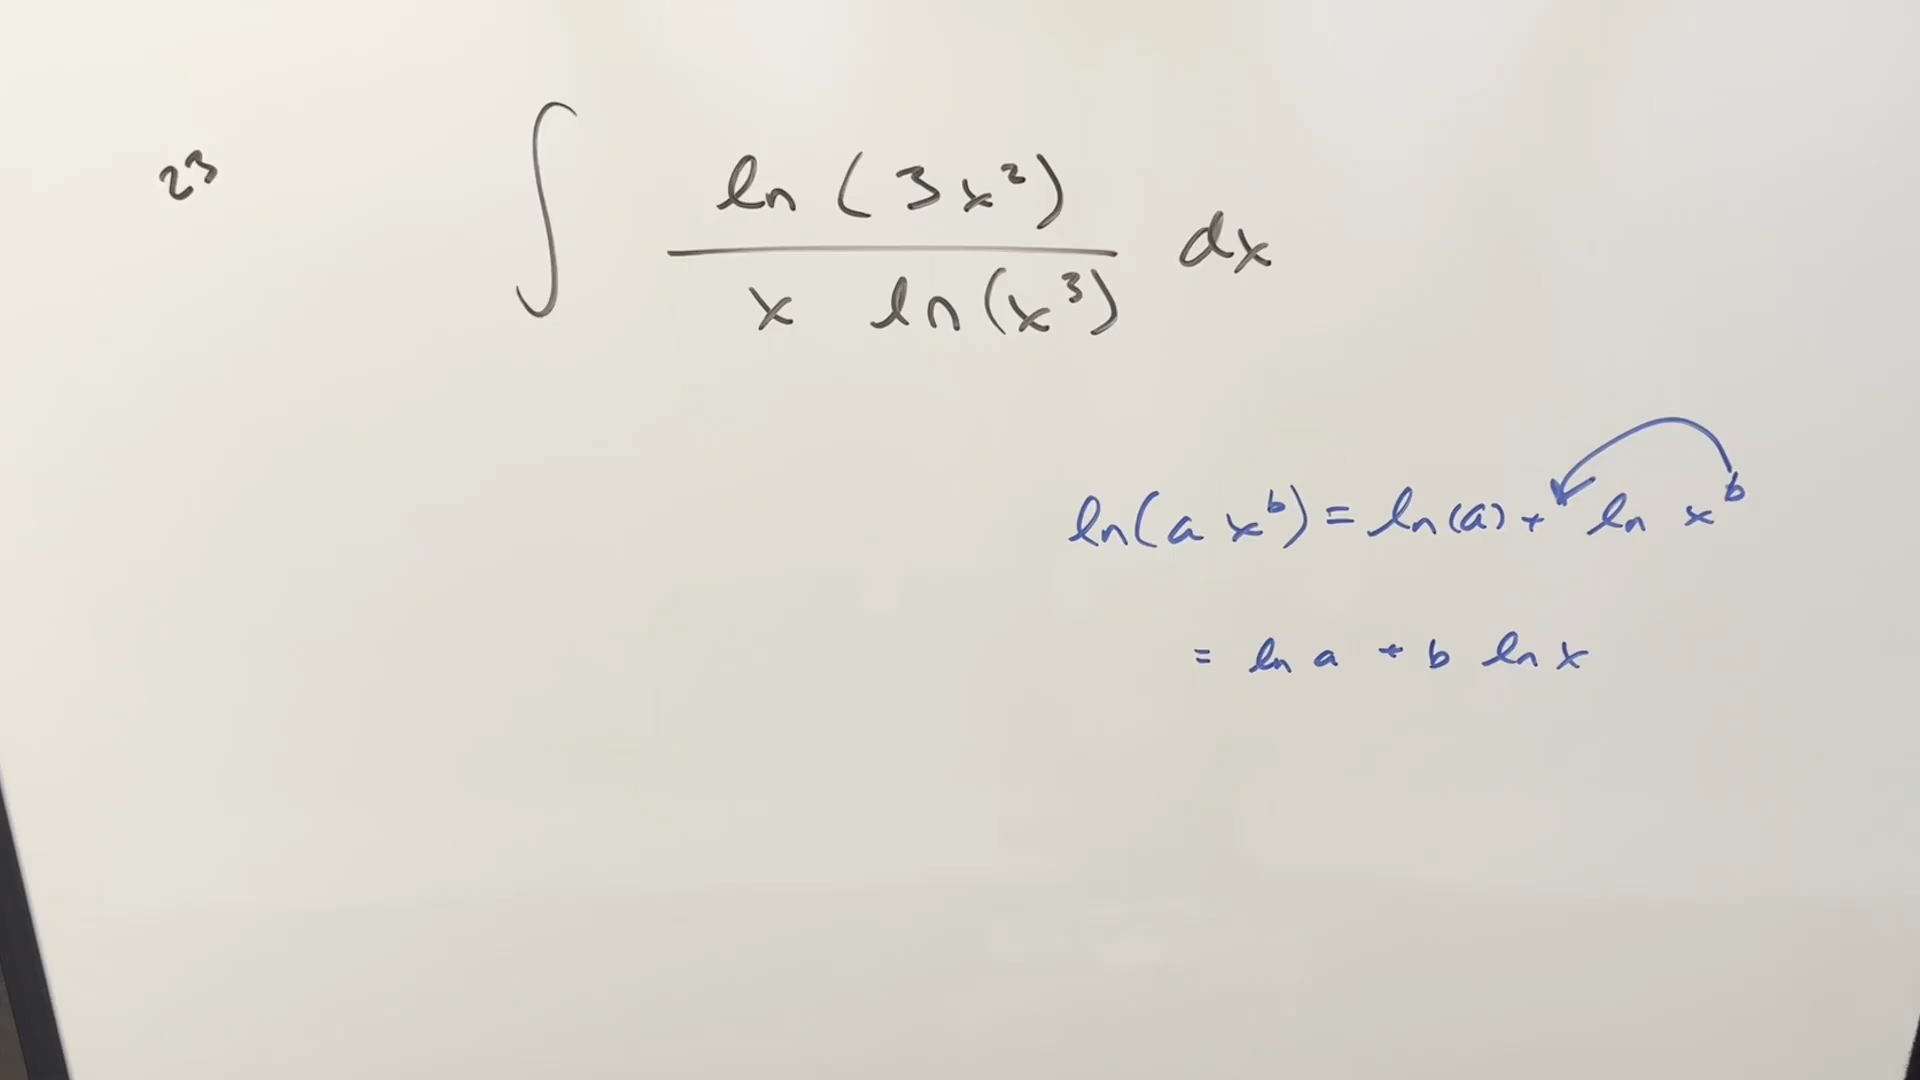 23
∫ ln(3x²) / x ln(x³) dx
ln(a x^b) = ln(a) + ln x^b
= ln a + b ln x